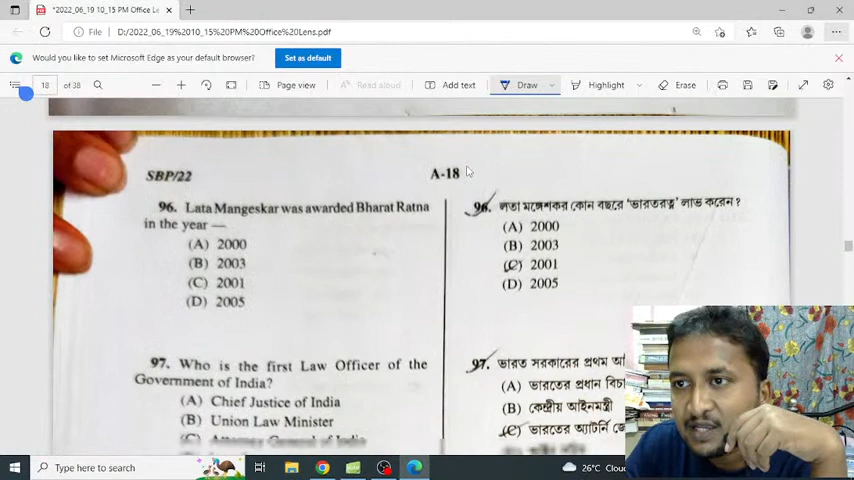 *2022_06_19 10_15 PM Office Le
File
D:/2022_06_19%2010_15%20PM%20Office%20Lens.pdf
Would you like to set Microsoft Edge as your default browser?
Set as default
18
of 38
Page view
Read aloud
Add text
Draw
Highlight
Erase
SBP/22
A-18
96. Lata Mangeskar was awarded Bharat Ratna
in the year —
(A) 2000
(B) 2003
(C) 2001
(D) 2005
97. Who is the first Law Officer of the
Government of India?
(A) Chief Justice of India
(B) Union Law Minister
(C) Attorney General of India
96. লতা মঙ্গেশকর কোন বছরে ‘ভারতরত্ন’ লাভ করেন ?
(A) 2000
(B) 2003
(C) 2001
(D) 2005
97. ভারত সরকারের প্রথম
(A) ভারতের প্রধান
(B) কেন্দ্রীয় আইনমন্ত্রী
(C) ভারতের অ্যাটর্নি
Type here to search
26°C